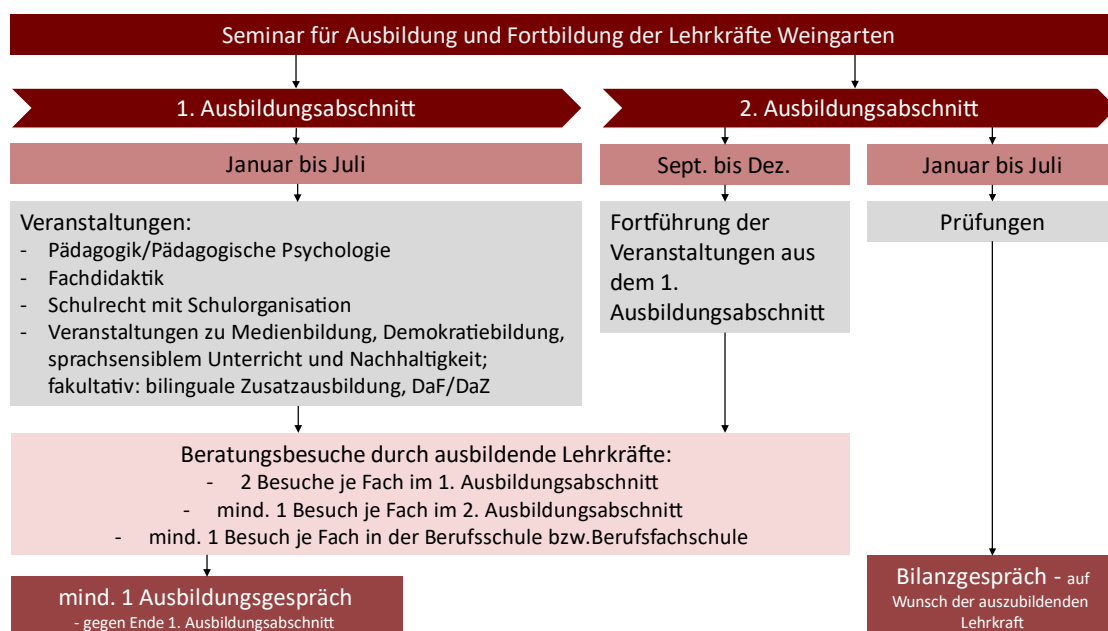 Seminar für Ausbildung und Fortbildung der Lehrkräfte Weingarten
1. Ausbildungsabschnitt
2. Ausbildungsabschnitt
Januar bis Juli
Sept. bis Dez.
Januar bis Juli
Veranstaltungen:
- Pädagogik/Pädagogische Psychologie
- Fachdidaktik
- Schulrecht mit Schulorganisation
- Veranstaltungen zu Medienbildung, Demokratiebildung,
sprachsensiblem Unterricht und Nachhaltigkeit;
fakultativ: bilinguale Zusatzausbildung, DaF/DaZ
Fortführung der
Veranstaltungen aus
dem 1.
Ausbildungsabschnitt
Prüfungen
Beratungsbesuche durch ausbildende Lehrkräfte:
- 2 Besuche je Fach im 1. Ausbildungsabschnitt
- mind. 1 Besuch je Fach im 2. Ausbildungsabschnitt
- mind. 1 Besuch je Fach in der Berufsschule bzw.Berufsfachschule
mind. 1 Ausbildungsgespräch
- gegen Ende 1. Ausbildungsabschnitt
Bilanzgespräch - auf
Wunsch der auszubildenden
Lehrkraft